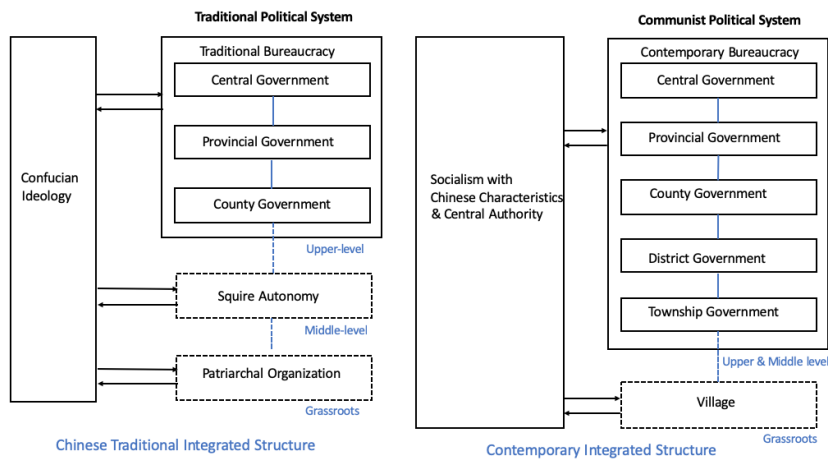 Traditional Political System
Traditional Bureaucracy
Central Government
Provincial Government
County Government
Upper-level
Squire Autonomy
Middle-level
Patriarchal Organization
Grassroots
Confucian
Ideology
Chinese Traditional Integrated Structure
Communist Political System
Contemporary Bureaucracy
Central Government
Provincial Government
County Government
District Government
Township Government
Upper & Middle level
Village
Grassroots
Socialism with
Chinese Characteristics
& Central Authority
Contemporary Integrated Structure